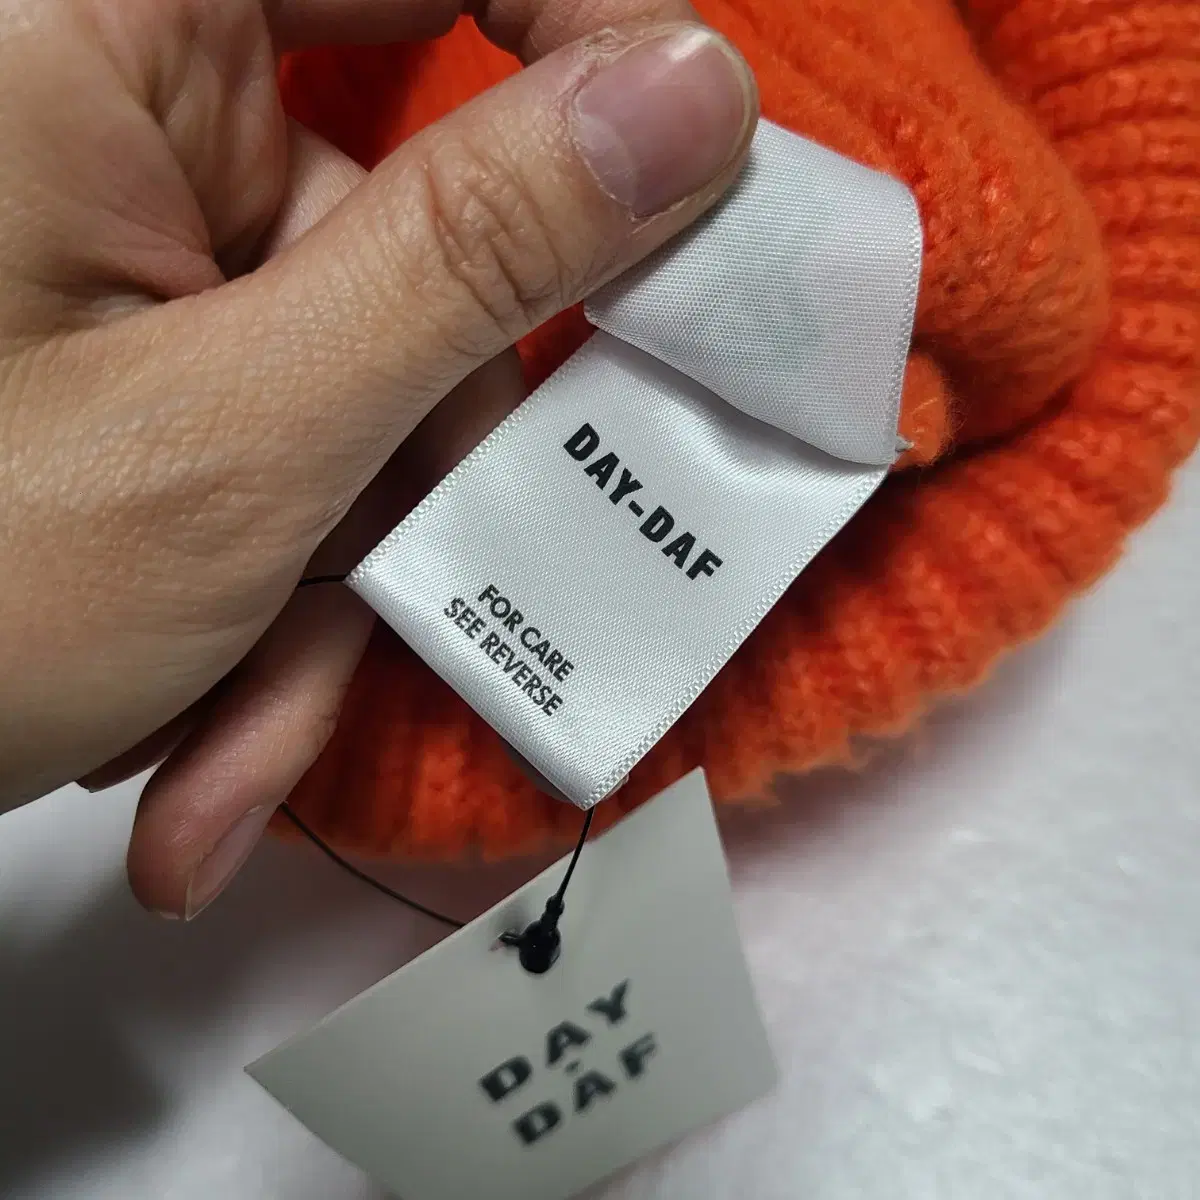 DAY-DAF
FOR CARE
SEE REVERSE
DAY
-
DAF